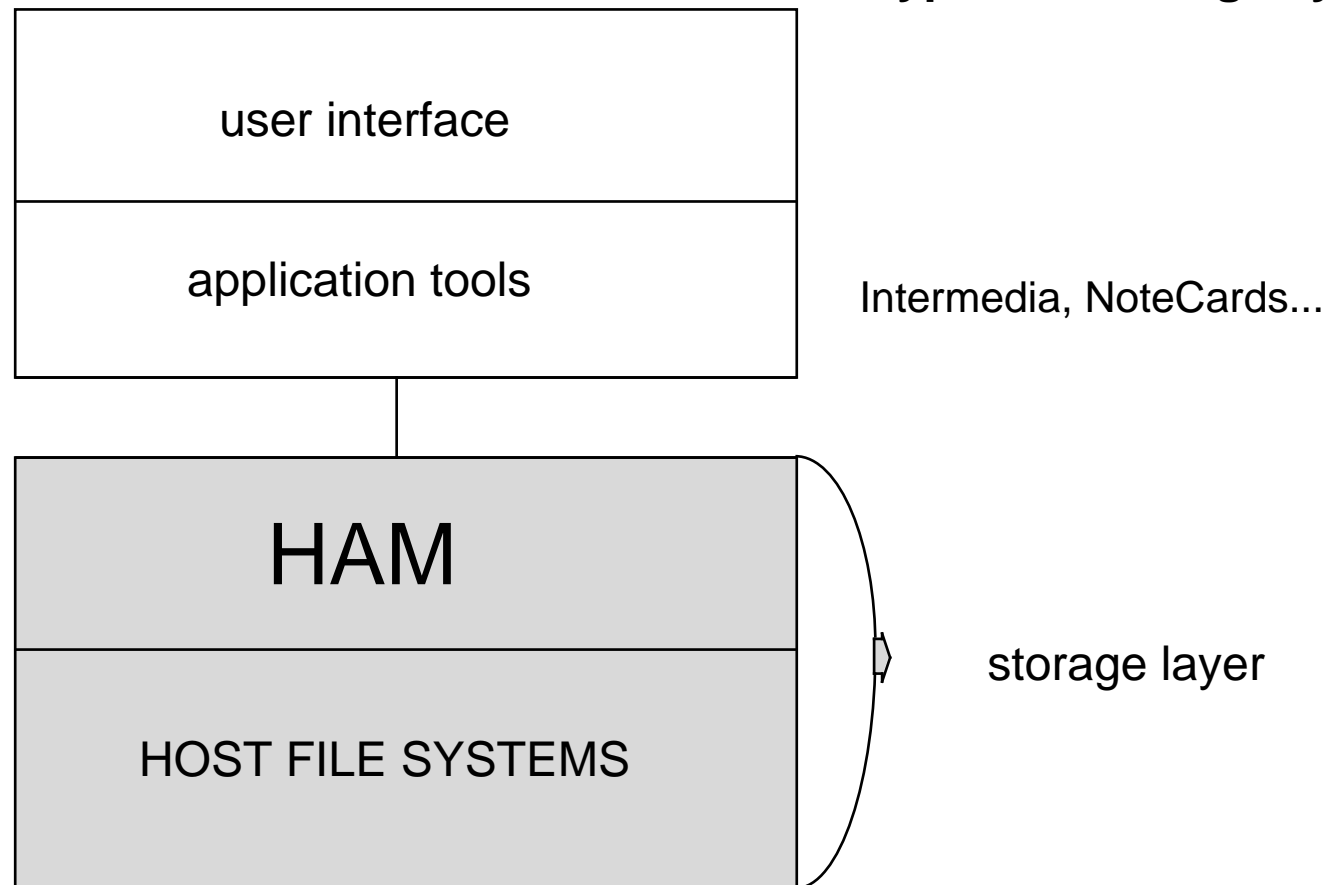 user interface
application tools
Intermedia, NoteCards...
HAM
storage layer
HOST FILE SYSTEMS